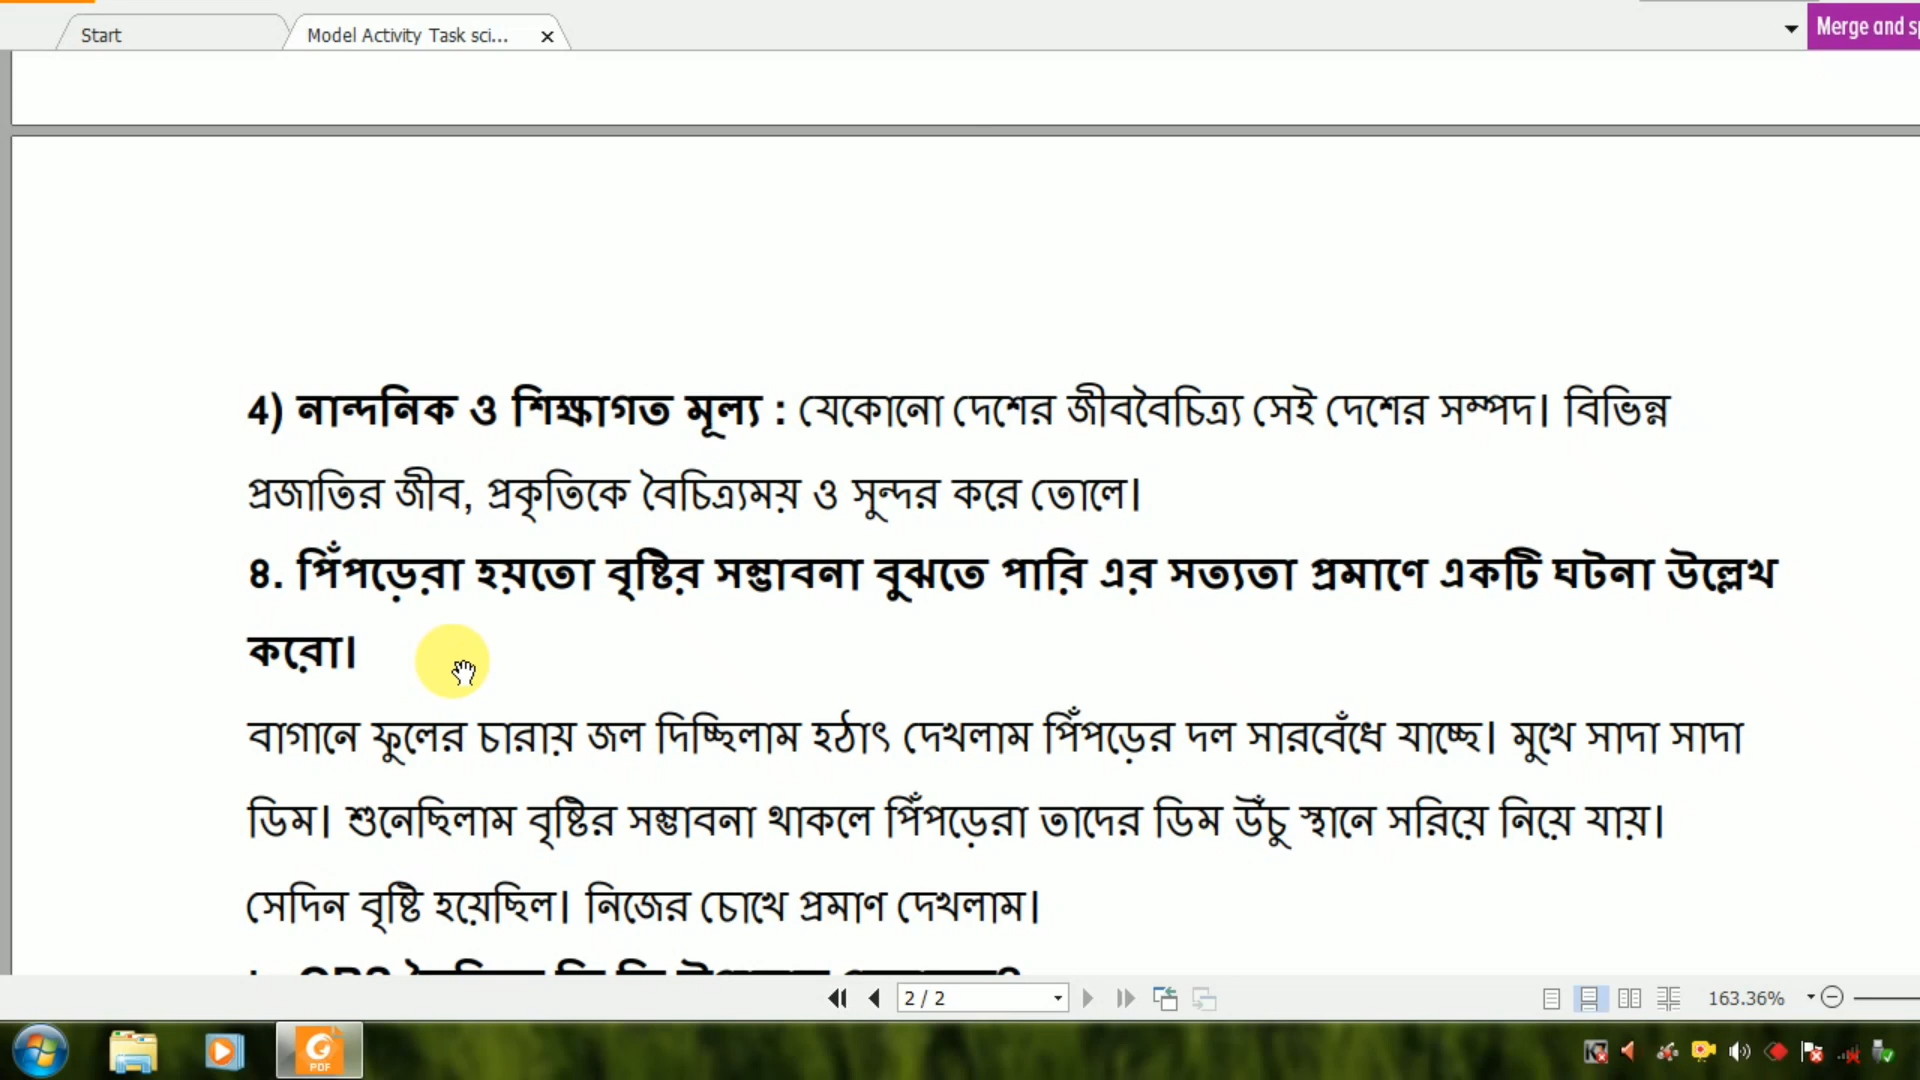 Start
Model Activity Task sci...
Merge and sp
4) নান্দনিক ও শিক্ষাগত মূল্য : যেকোনো দেশের জীববৈচিত্র্য সেই দেশের সম্পদ। বিভিন্ন
প্রজাতির জীব, প্রকৃতিকে বৈচিত্র্যময় ও সুন্দর করে তোলে।
৪. পিঁপড়েরা হয়তো বৃষ্টির সম্ভাবনা বুঝতে পারি এর সত্যতা প্রমাণে একটি ঘটনা উল্লেখ
করো।
বাগানে ফুলের চারায় জল দিচ্ছিলাম হঠাৎ দেখলাম পিঁপড়ের দল সারবেঁধে যাচ্ছে। মুখে সাদা সাদা
ডিম। শুনেছিলাম বৃষ্টির সম্ভাবনা থাকলে পিঁপড়েরা তাদের ডিম উঁচু স্থানে সরিয়ে নিয়ে যায়।
সেদিন বৃষ্টি হয়েছিল। নিজের চোখে প্রমাণ দেখলাম।
2 / 2
163.36%
PDF